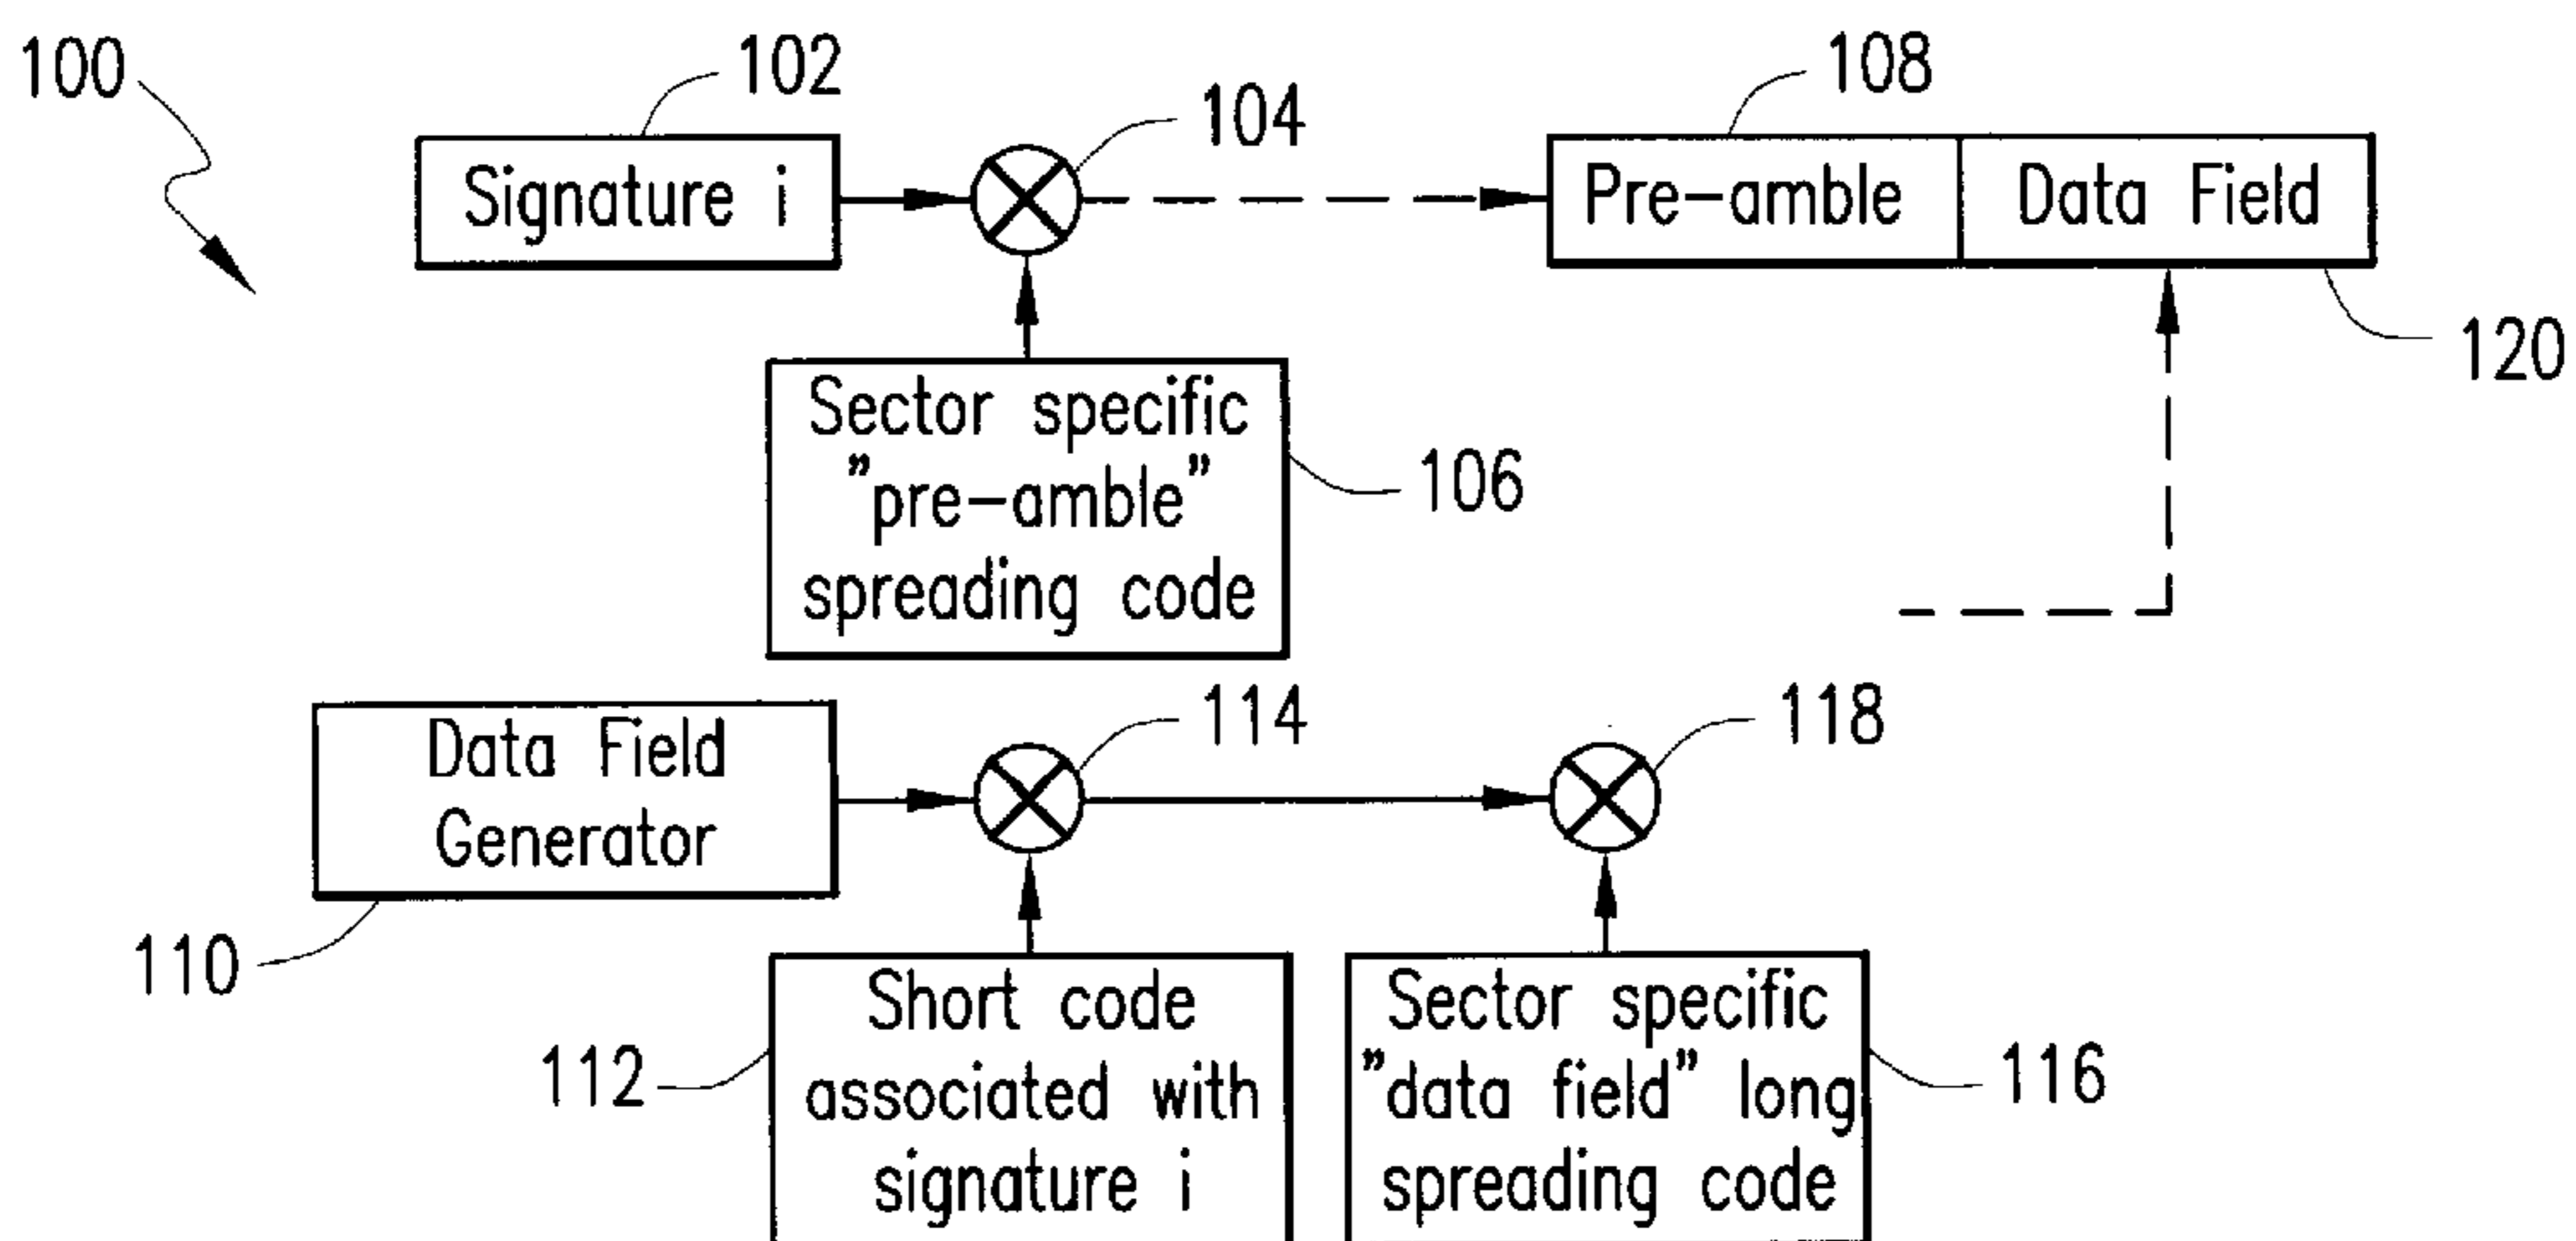 100
102
104
108
Signature i
Pre-amble
Data Field
120
Sector specific
"pre-amble"
spreading code
106
Data Field
Generator
110
114
118
Short code
associated with
signature i
112
Sector specific
"data field" long
spreading code
116